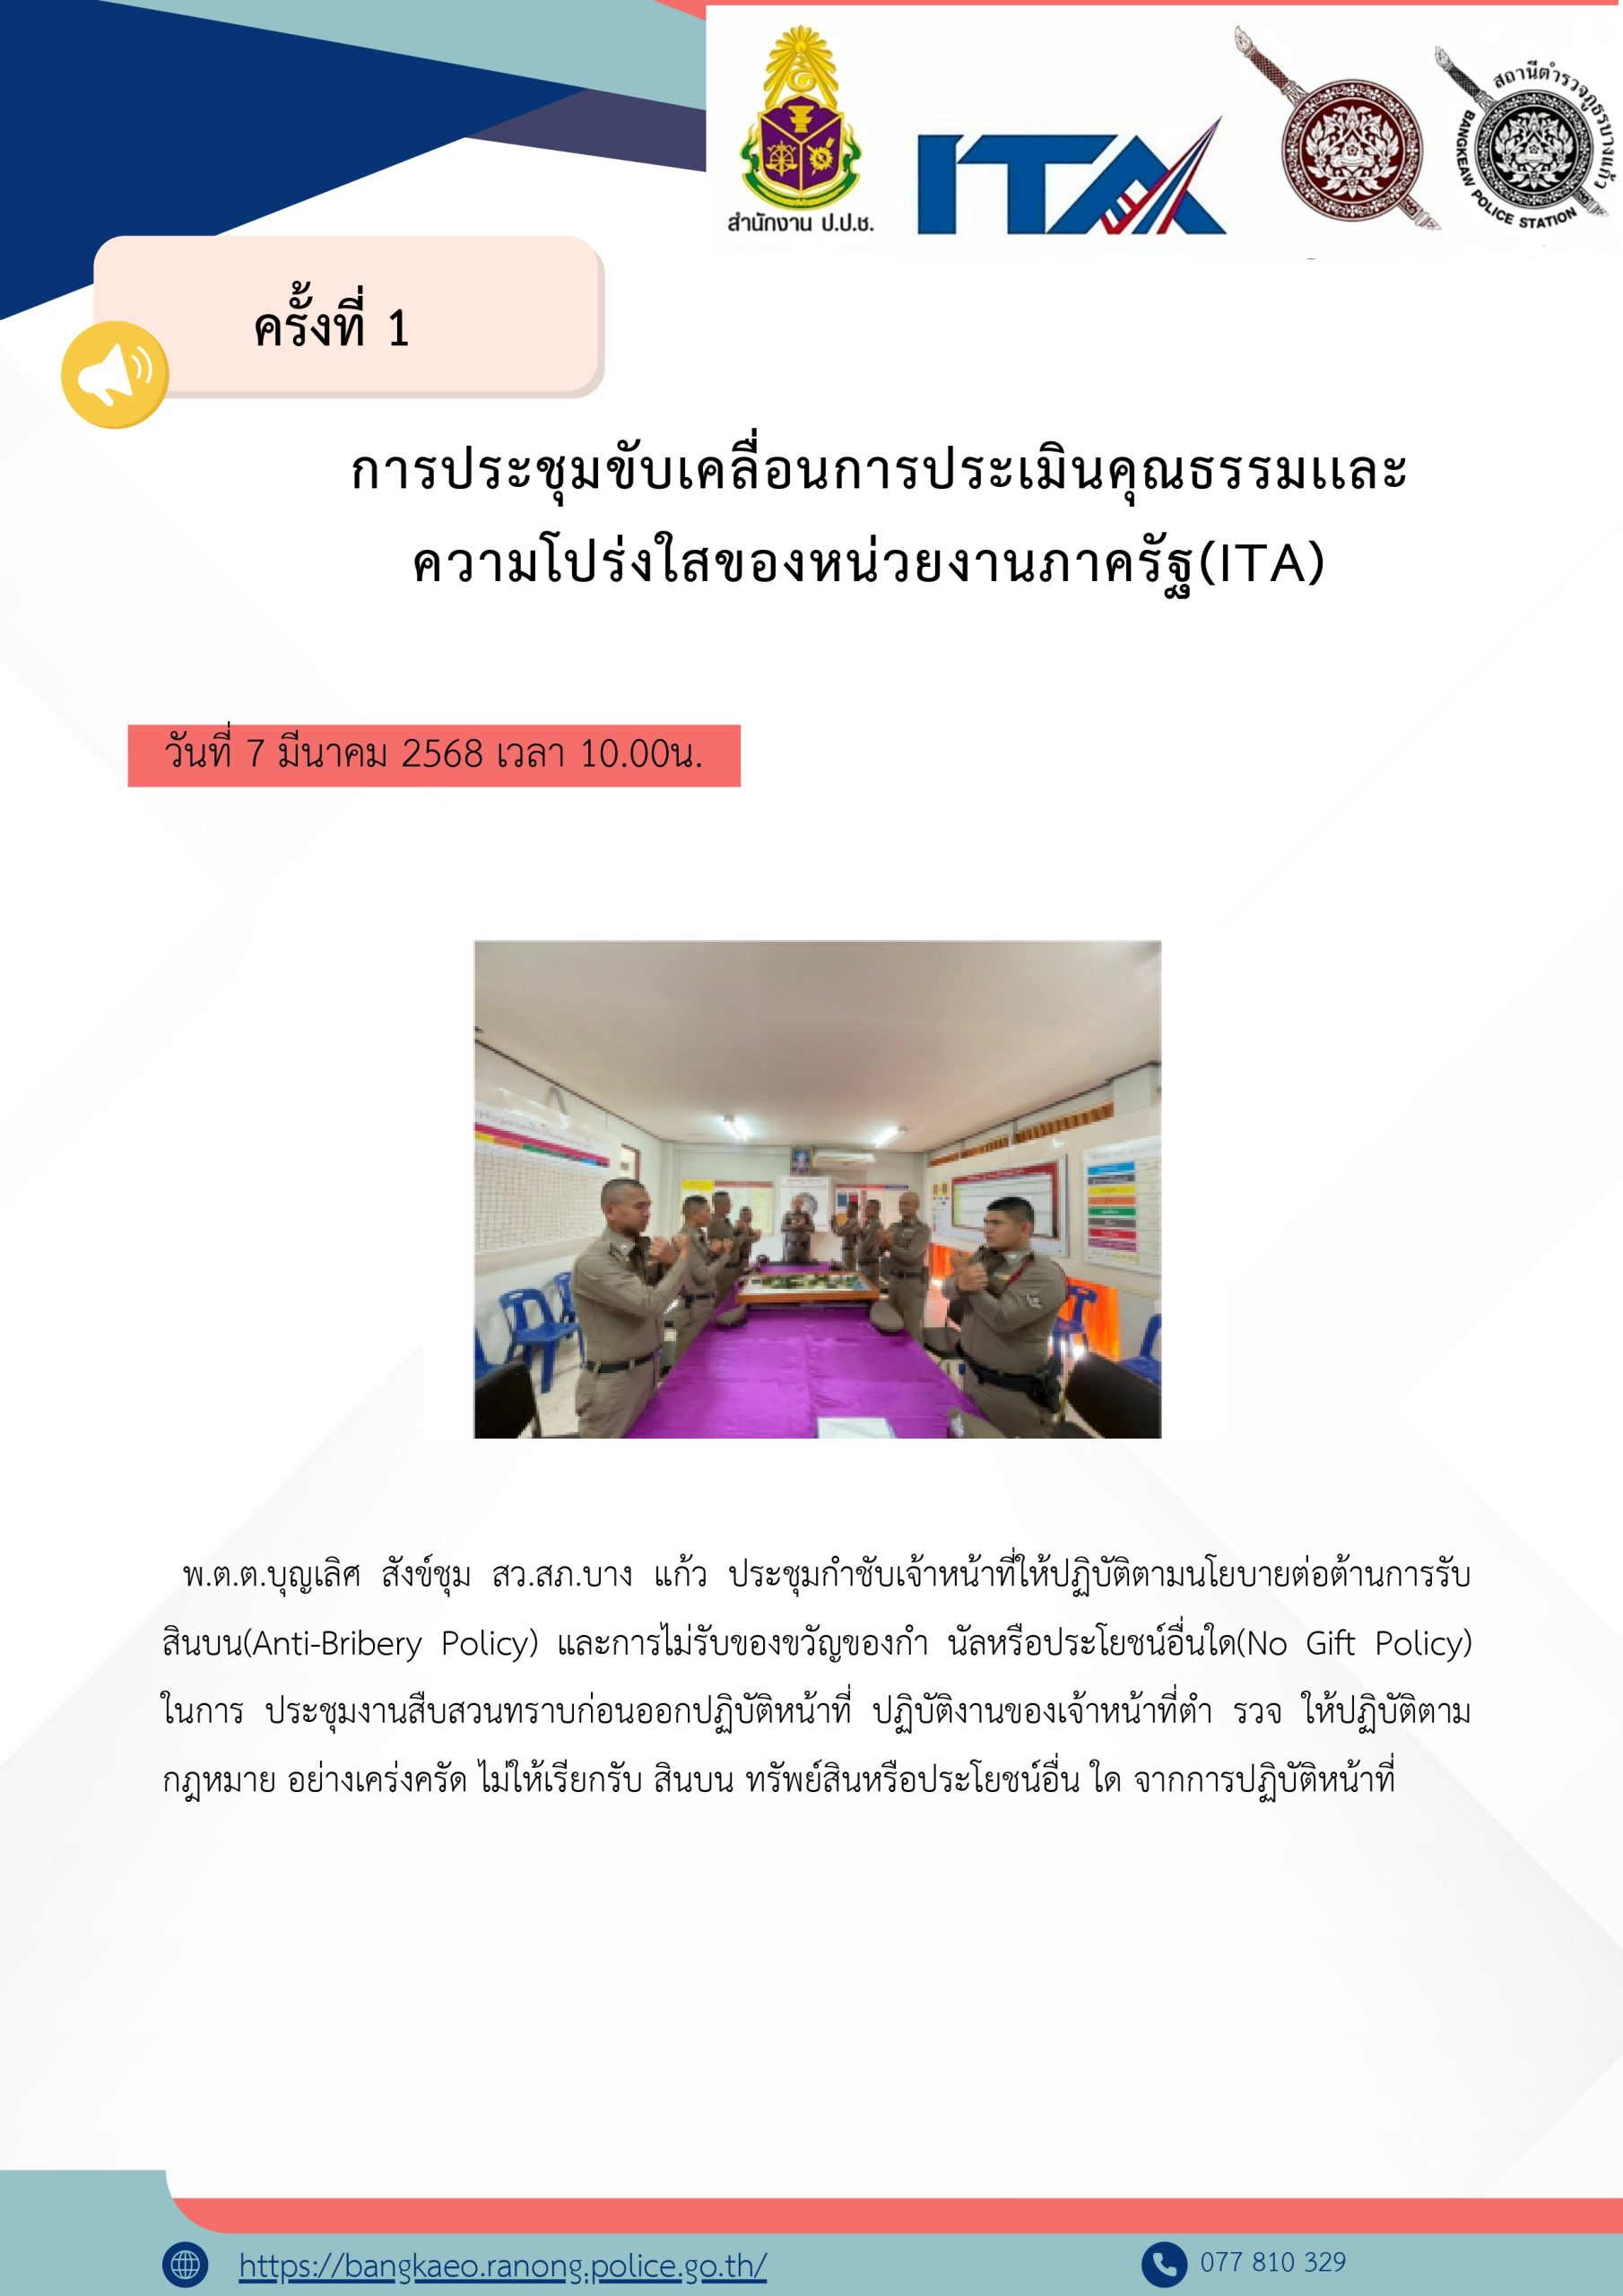 สำนักงาน ป.ป.ช.
ITA
สถานีตำรวจภูธรบางแก้ว
BANGKEAW POLICE STATION
ครั้งที่ 1
การประชุมขับเคลื่อนการประเมินคุณธรรมและ
ความโปร่งใสของหน่วยงานภาครัฐ(ITA)
วันที่ 7 มีนาคม 2568 เวลา 10.00น.
พ.ต.ต.บุญเลิศ สังข์ชุม สว.สภ.บาง แก้ว ประชุมกำชับเจ้าหน้าที่ให้ปฏิบัติตามนโยบายต่อต้านการรับ
สินบน(Anti-Bribery Policy) และการไม่รับของขวัญของกำ นัลหรือประโยชน์อื่นใด(No Gift Policy)
ในการ ประชุมงานสืบสวนทราบก่อนออกปฏิบัติหน้าที่ ปฏิบัติงานของเจ้าหน้าที่ตำ รวจ ให้ปฏิบัติตาม
กฎหมาย อย่างเคร่งครัด ไม่ให้เรียกรับ สินบน ทรัพย์สินหรือประโยชน์อื่น ใด จากการปฏิบัติหน้าที่
https://bangkaeo.ranong.police.go.th/
077 810 329